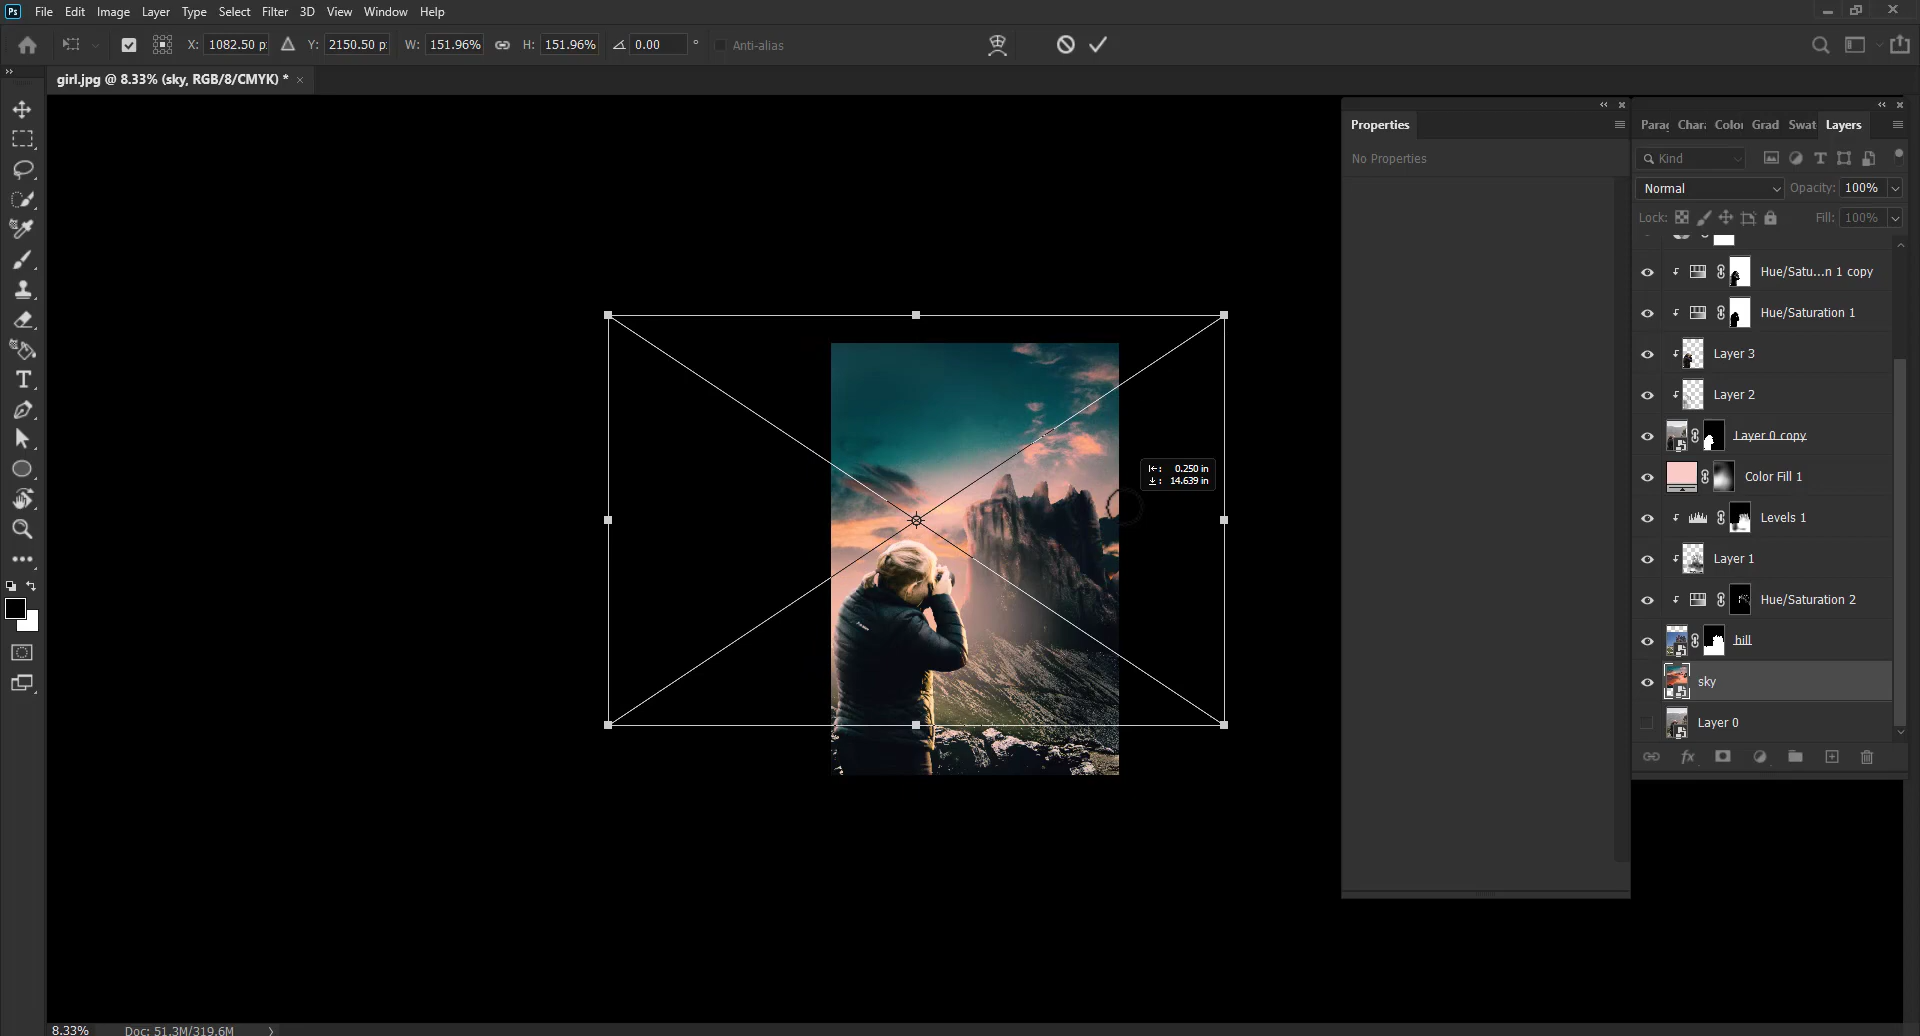 Ps File Edit Image Layer Type Select Filter 3D View Window Help
X: 1082.50 p Y: 2150.50 p W: 151.96% H: 151.96% 0.00 ° Anti-alias
girl.jpg @ 8.33% (sky, RGB/8/CMYK) * ×
Properties
No Properties
Parag Chara Color Grad Swat Layers
Kind
Normal Opacity: 100%
Lock: Fill: 100%
Hue/Satu...n 1 copy
Hue/Saturation 1
Layer 3
Layer 2
Layer 0 copy
Color Fill 1
Levels 1
Layer 1
Hue/Saturation 2
hill
sky
Layer 0
0.250 in
14.639 in
8.33% Doc: 51.3M/319.6M